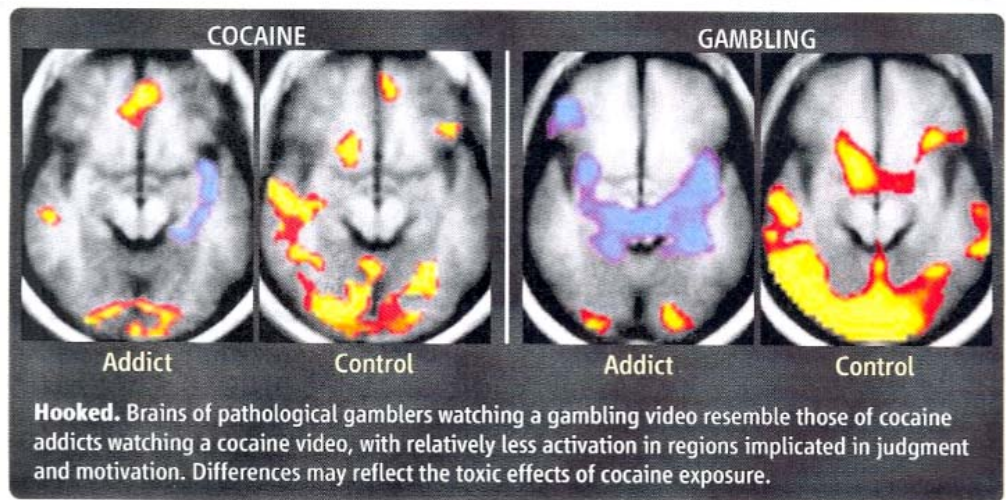 COCAINE
GAMBLING
Addict
Control
Addict
Control
Hooked. Brains of pathological gamblers watching a gambling video resemble those of cocaine
addicts watching a cocaine video, with relatively less activation in regions implicated in judgment
and motivation. Differences may reflect the toxic effects of cocaine exposure.